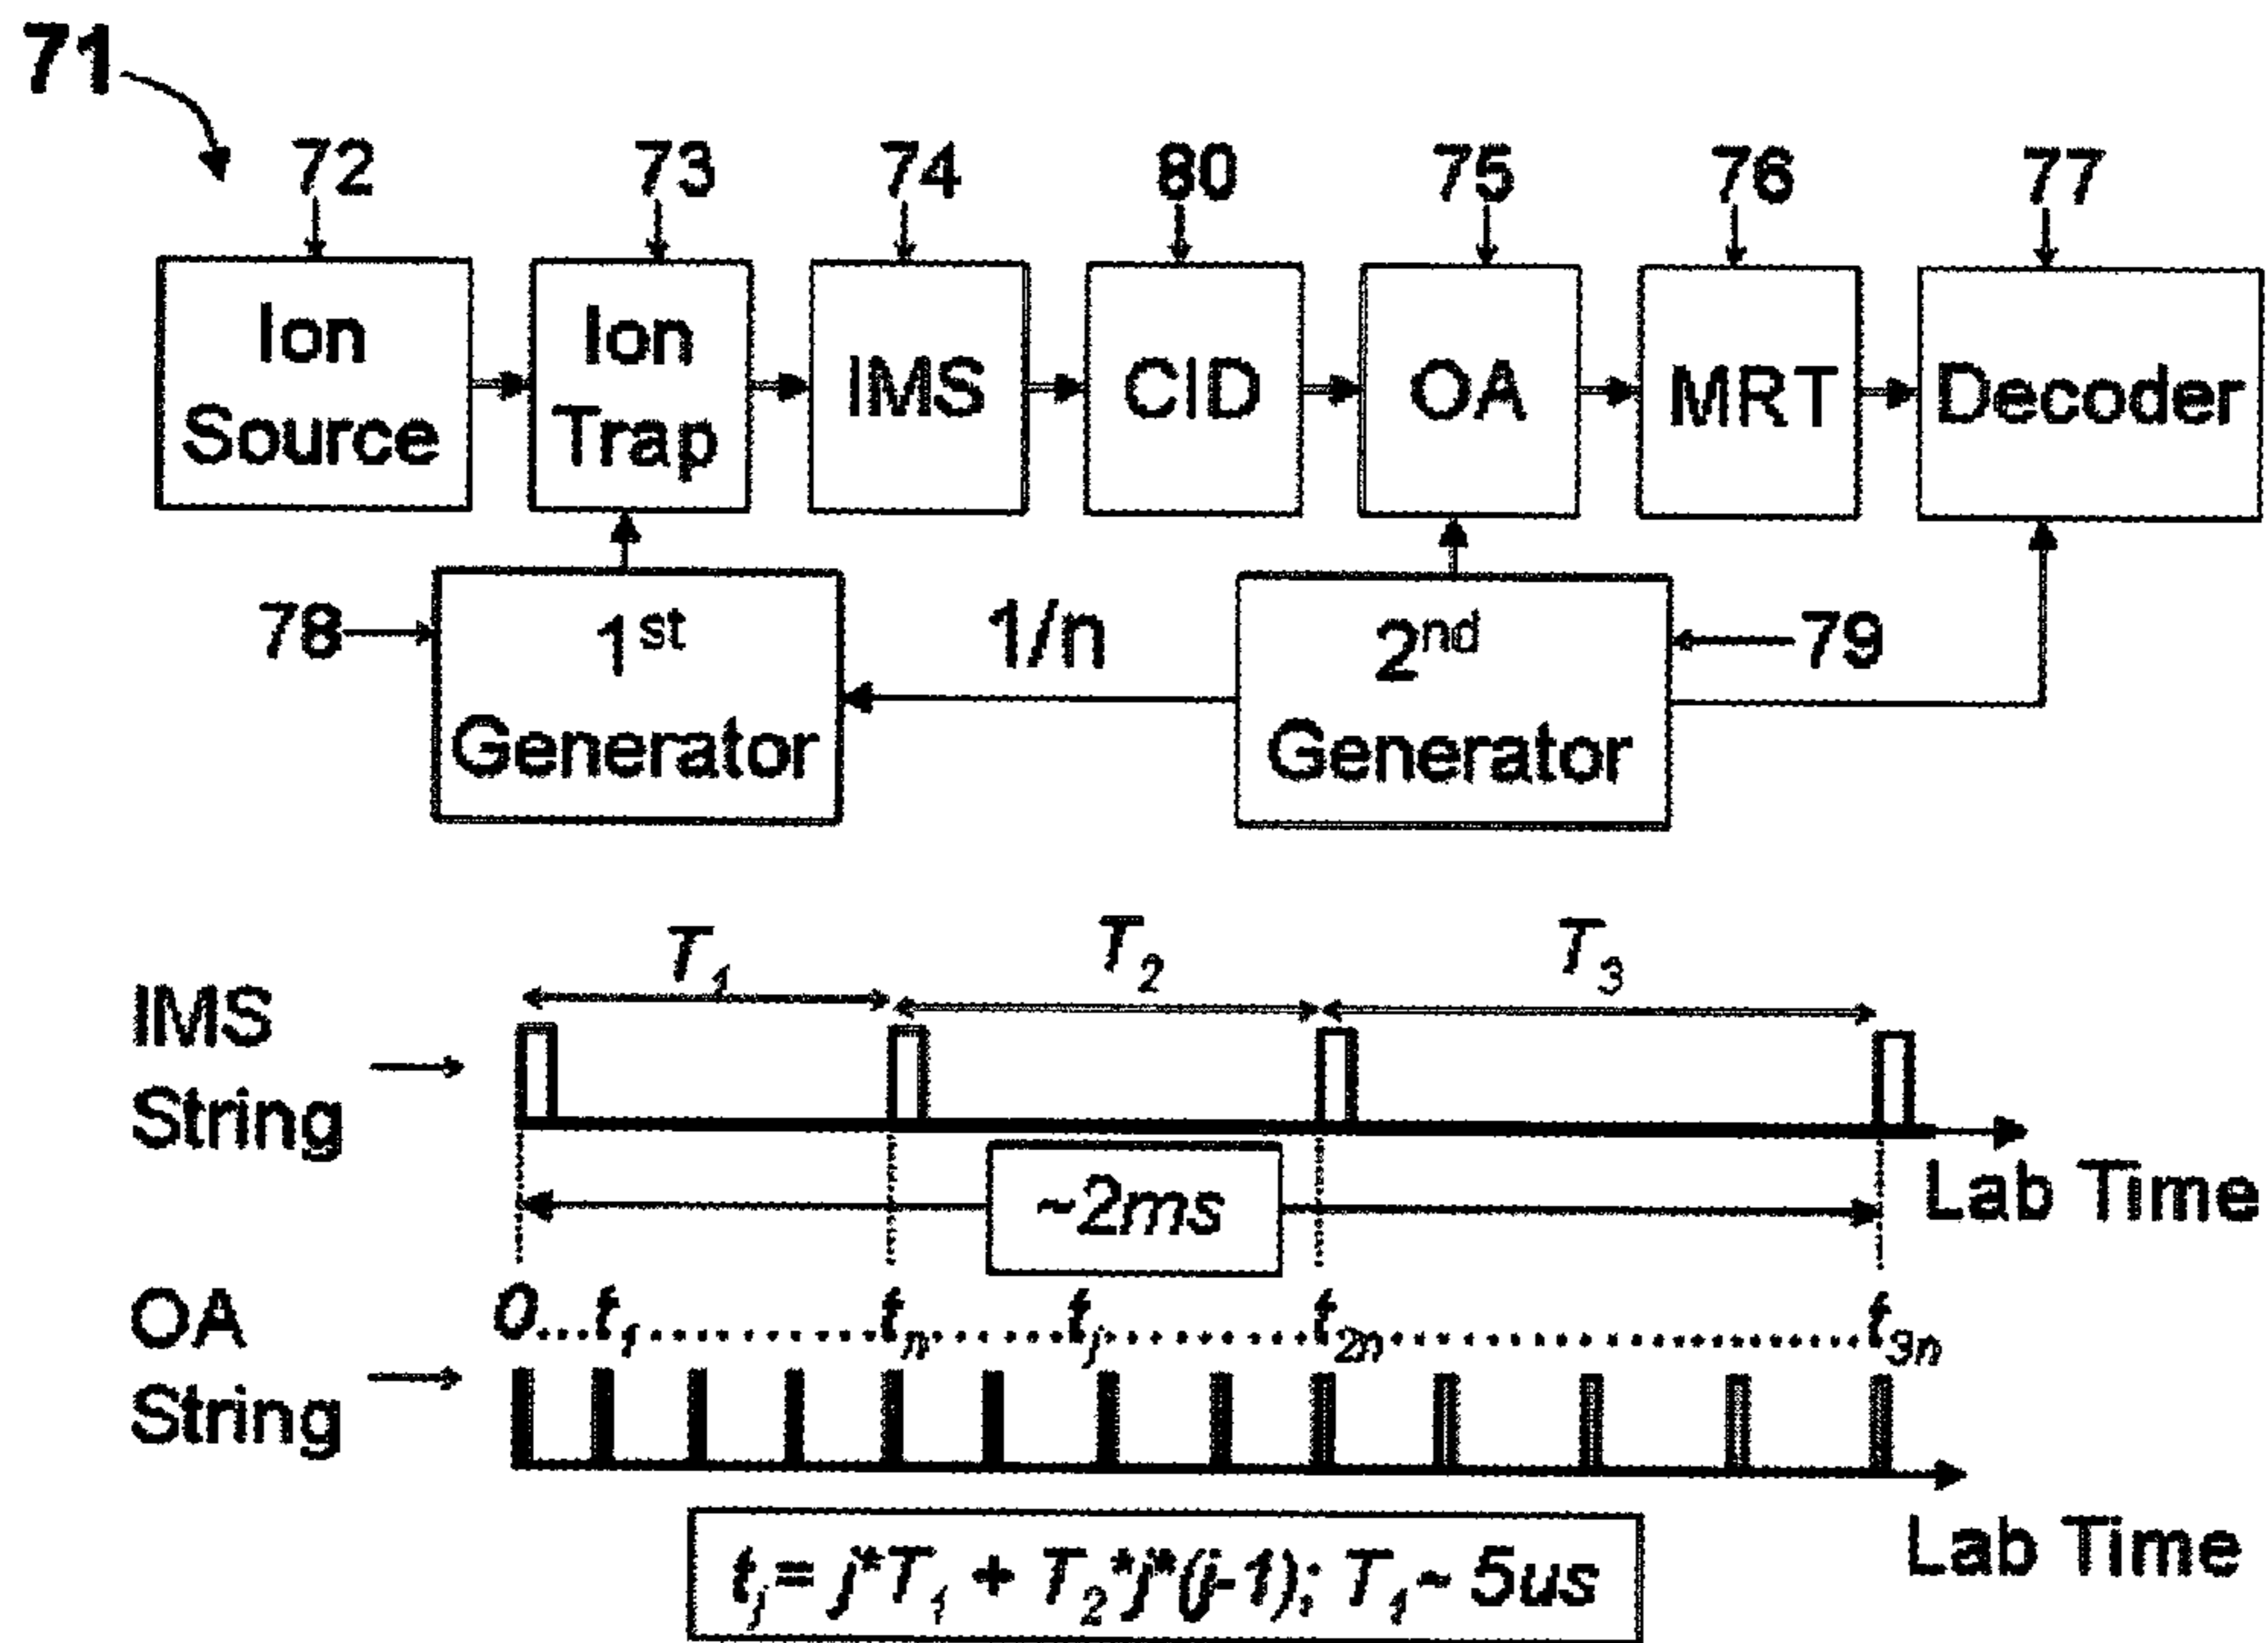 71
72 73 74 80 75 76 77
Ion Source
Ion Trap
IMS
CID
OA
MRT
Decoder
78
1st Generator
1/n
2nd Generator
79
T1 T2 T3
IMS String
~2ms
Lab Time
OA String
0 t1 tn tj t2n t3n
Lab Time
tj = j*T1 + T2*j*(j-1); T1~ 5us